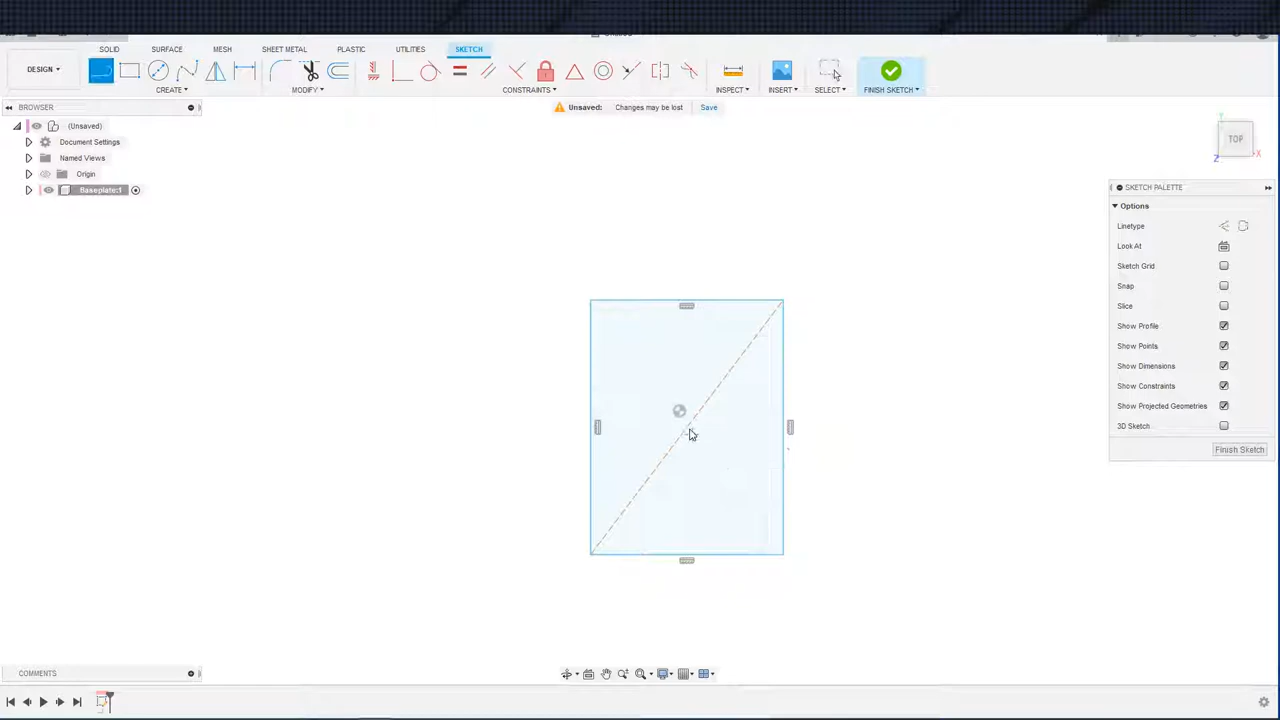 SOLID SURFACE MESH SHEET METAL PLASTIC UTILITIES SKETCH
DESIGN
CREATE MODIFY CONSTRAINTS INSPECT INSERT SELECT FINISH SKETCH
BROWSER
Unsaved: Changes may be lost Save
(Unsaved)
Document Settings
Named Views
Origin
Baseplate:1
TOP
Y
X
Z
SKETCH PALETTE
Options
Linetype
Look At
Sketch Grid
Snap
Slice
Show Profile
Show Points
Show Dimensions
Show Constraints
Show Projected Geometries
3D Sketch
Finish Sketch
COMMENTS